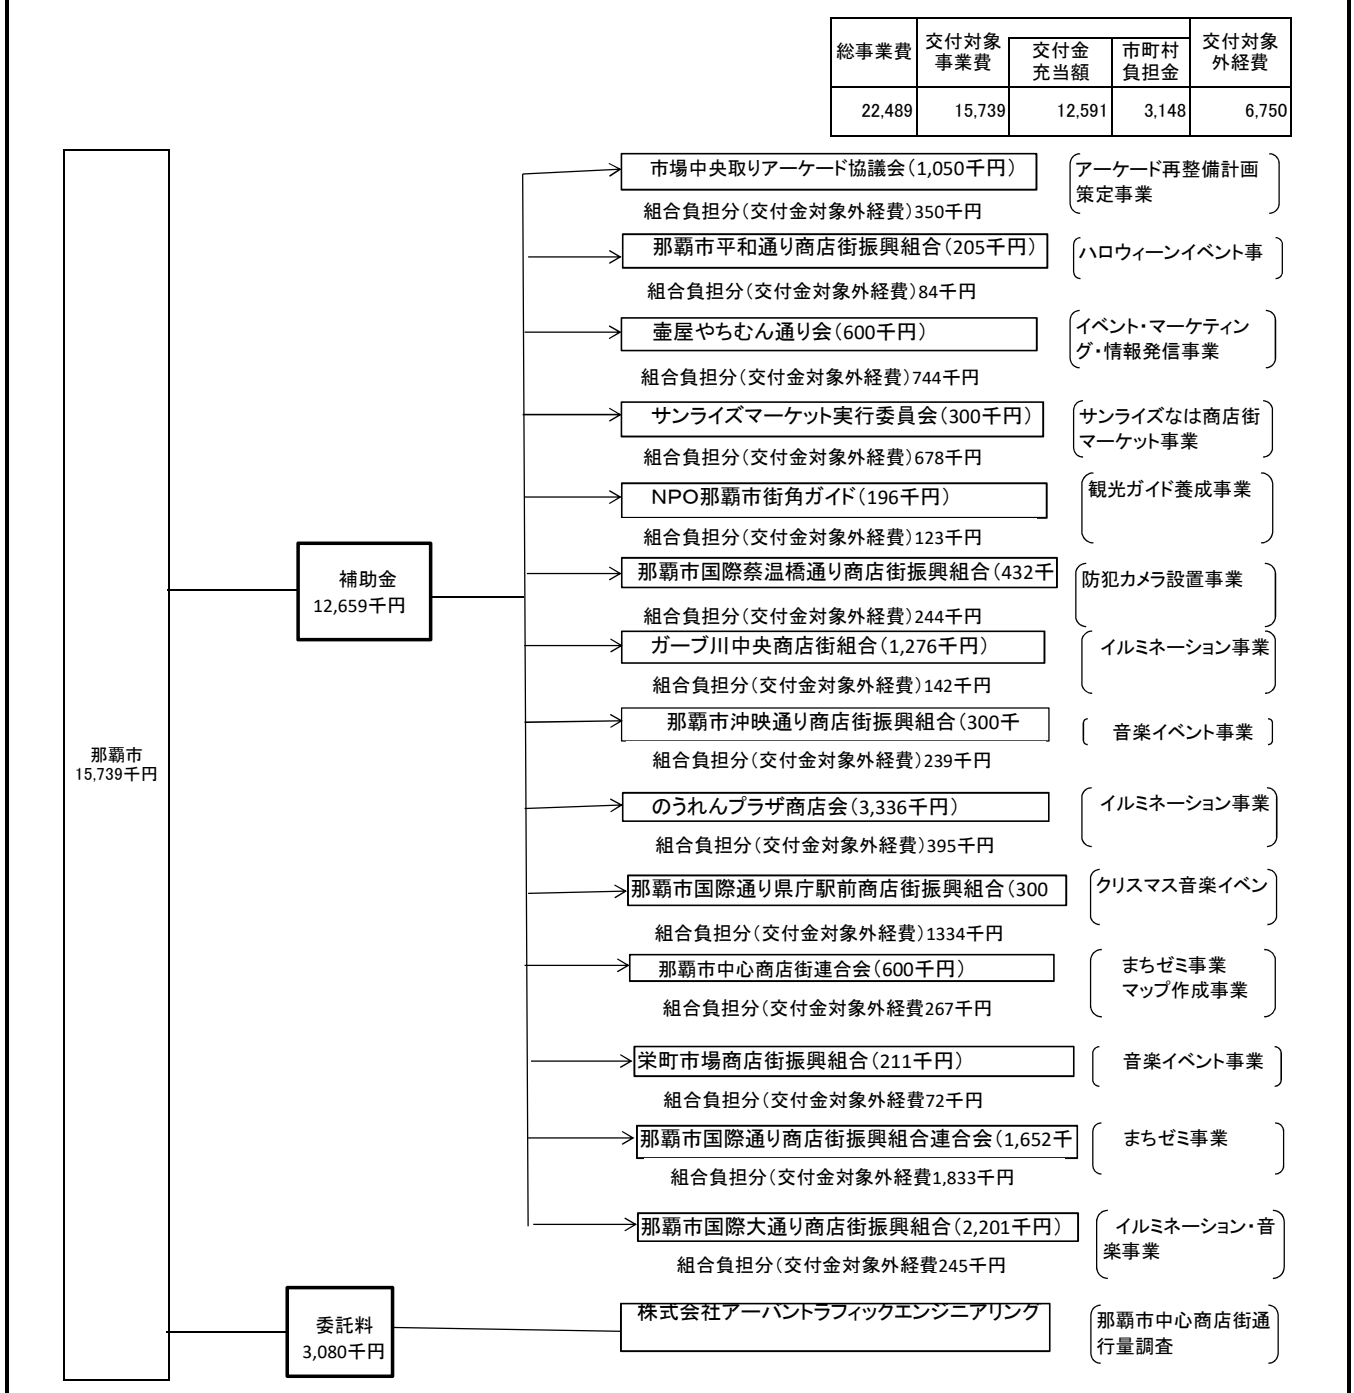 総事業費
交付対象
事業費
交付金
充当額
市町村
負担金
交付対象
外経費
22,489 15,739 12,591 3,148 6,750
市場中央取りアーケード協議会(1,050千円)
アーケード再整備計画
策定事業
組合負担分(交付金対象外経費)350千円
那覇市平和通り商店街振興組合(205千円)
ハロウィーンイベント事
組合負担分(交付金対象外経費)84千円
壷屋やちむん通り会(600千円)
イベント・マーケティン
グ・情報発信事業
組合負担分(交付金対象外経費)744千円
サンライズマーケット実行委員会(300千円)
サンライズなは商店街
マーケット事業
組合負担分(交付金対象外経費)678千円
NPO那覇市街角ガイド(196千円)
観光ガイド養成事業
組合負担分(交付金対象外経費)123千円
補助金
12,659千円
那覇市国際蔡温橋通り商店街振興組合(432千
防犯カメラ設置事業
組合負担分(交付金対象外経費)244千円
ガーブ川中央商店街組合(1,276千円)
イルミネーション事業
組合負担分(交付金対象外経費)142千円
那覇市沖映通り商店街振興組合(300千
音楽イベント事業
組合負担分(交付金対象外経費)239千円
那覇市
15,739千円
のうれんプラザ商店会(3,336千円)
イルミネーション事業
組合負担分(交付金対象外経費)395千円
那覇市国際通り県庁駅前商店街振興組合(300
クリスマス音楽イベン
組合負担分(交付金対象外経費)1334千円
那覇市中心商店街連合会(600千円)
まちゼミ事業
マップ作成事業
組合負担分(交付金対象外経費267千円
栄町市場商店街振興組合(211千円)
音楽イベント事業
組合負担分(交付金対象外経費72千円
那覇市国際通り商店街振興組合連合会(1,652千
まちゼミ事業
組合負担分(交付金対象外経費1,833千円
那覇市国際大通り商店街振興組合(2,201千円)
イルミネーション・音
楽事業
組合負担分(交付金対象外経費245千円
委託料
3,080千円
株式会社アーバントラフィックエンジニアリング
那覇市中心商店街通
行量調査